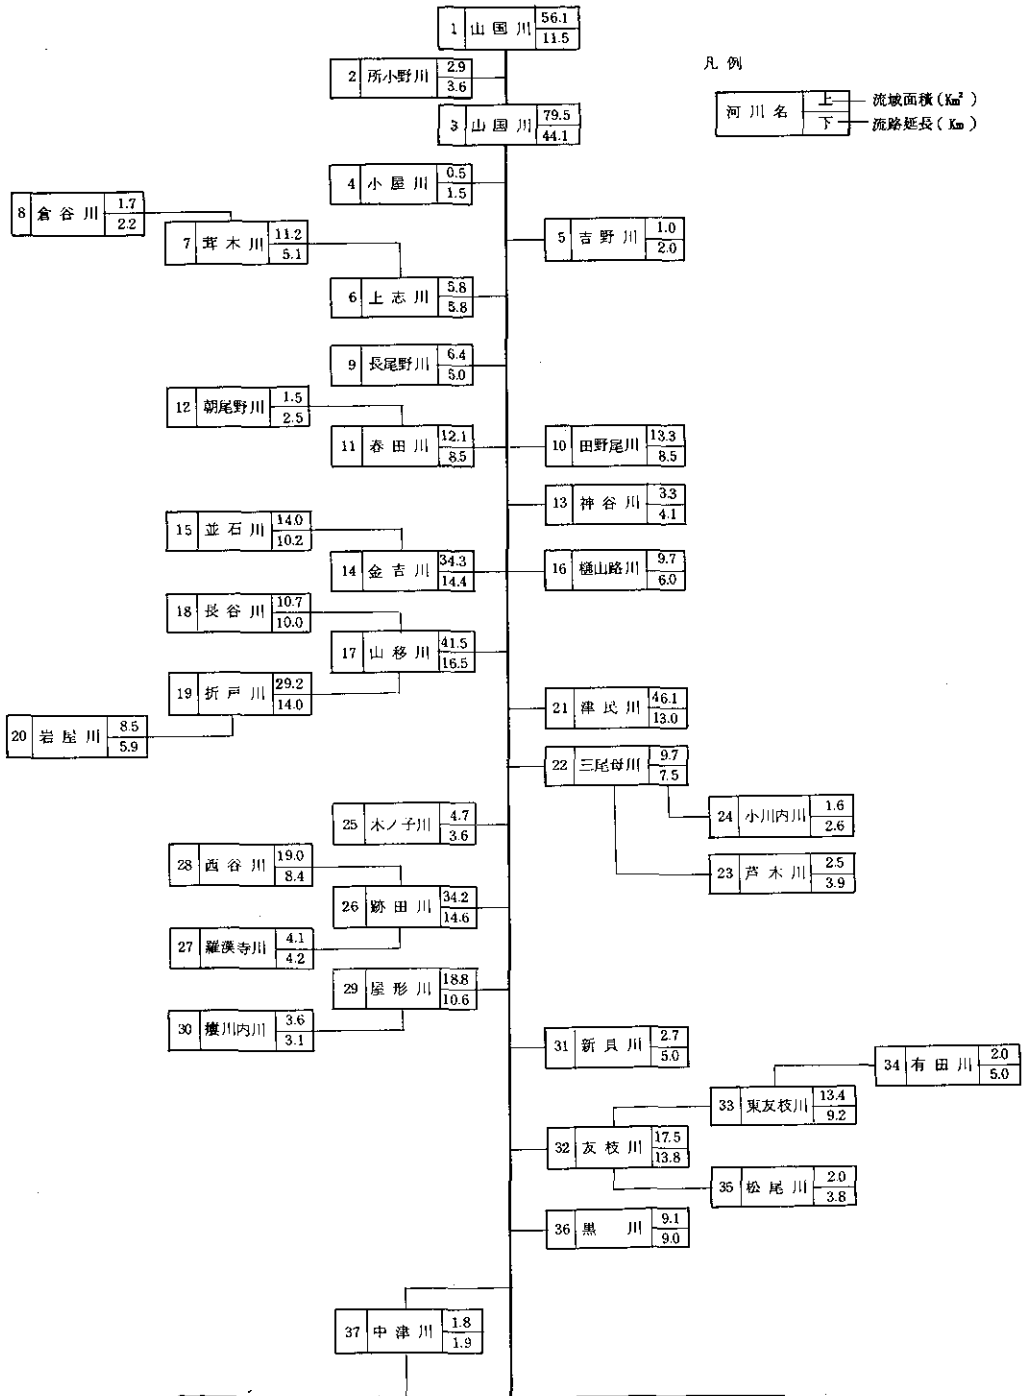 1 山国川 56.1 11.5
2 所小野川 2.9 3.6
凡例
3 山国川 79.5 44.1
河川名 上 流域面積(Km²)
下 流路延長(Km)
4 小屋川 0.5 1.5
8 倉谷川 1.7 2.2
7 茸木川 11.2 5.1
5 吉野川 1.0 2.0
6 上志川 5.8 5.8
9 長尾野川 6.4 5.0
12 朝尾野川 1.5 2.5
11 春田川 12.1 8.5
10 田野尾川 13.3 8.5
13 神谷川 3.3 4.1
15 並石川 14.0 10.2
14 金吉川 34.3 14.4
16 樋山路川 9.7 6.0
18 長谷川 10.7 10.0
17 山移川 41.5 16.5
19 折戸川 29.2 14.0
20 岩屋川 8.5 5.9
21 津民川 46.1 13.0
22 三尾母川 9.7 7.5
25 木ノ子川 4.7 3.6
24 小川内川 1.6 2.6
28 西谷川 19.0 8.4
23 芦木川 2.5 3.9
26 跡田川 34.2 14.6
27 羅漢寺川 4.1 4.2
29 屋形川 18.8 10.6
30 川内川 3.6 3.1
31 新貝川 2.7 5.0
34 有田川 2.0 5.0
33 東友枝川 13.4 9.2
32 友枝川 17.5 13.8
35 松尾川 2.0 3.8
36 黒川 9.1 9.0
37 中津川 1.8 1.9